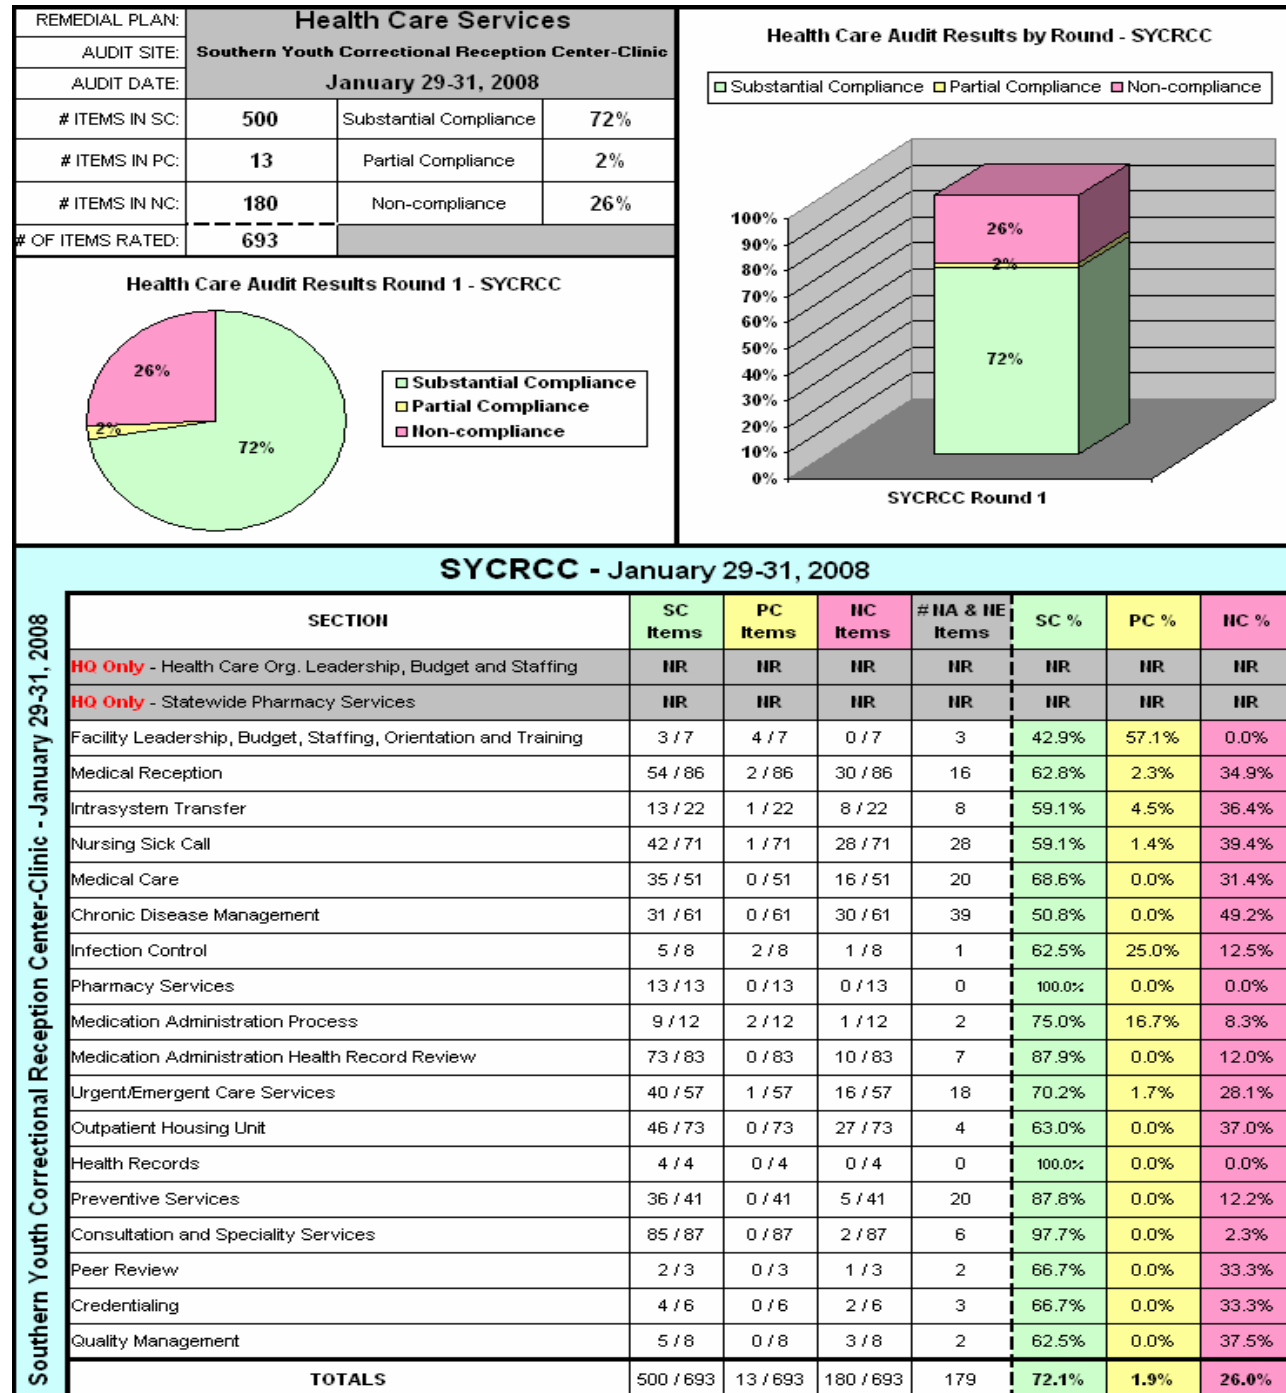 REMEDIAL PLAN: Health Care Services
AUDIT SITE: Southern Youth Correctional Reception Center-Clinic
AUDIT DATE: January 29-31, 2008
# ITEMS IN SC: 500 Substantial Compliance 72%
# ITEMS IN PC: 13 Partial Compliance 2%
# ITEMS IN NC: 180 Non-compliance 26%
# OF ITEMS RATED: 693
Health Care Audit Results Round 1 - SYCRCC
26%
2%
72%
Substantial Compliance
Partial Compliance
Non-compliance
Health Care Audit Results by Round - SYCRCC
Substantial Compliance Partial Compliance Non-compliance
100%
90%
80%
70%
60%
50%
40%
30%
20%
10%
0%
26%
2%
72%
SYCRCC Round 1
SYCRCC - January 29-31, 2008
Southern Youth Correctional Reception Center-Clinic - January 29-31, 2008
SECTION SC Items PC Items NC Items # NA & NE Items SC % PC % NC %
HQ Only - Health Care Org. Leadership, Budget and Staffing NR NR NR NR NR NR NR
HQ Only - Statewide Pharmacy Services NR NR NR NR NR NR NR
Facility Leadership, Budget, Staffing, Orientation and Training 3 / 7 4 / 7 0 / 7 3 42.9% 57.1% 0.0%
Medical Reception 54 / 86 2 / 86 30 / 86 16 62.8% 2.3% 34.9%
Intrasystem Transfer 13 / 22 1 / 22 8 / 22 8 59.1% 4.5% 36.4%
Nursing Sick Call 42 / 71 1 / 71 28 / 71 28 59.1% 1.4% 39.4%
Medical Care 35 / 51 0 / 51 16 / 51 20 68.6% 0.0% 31.4%
Chronic Disease Management 31 / 61 0 / 61 30 / 61 39 50.8% 0.0% 49.2%
Infection Control 5 / 8 2 / 8 1 / 8 1 62.5% 25.0% 12.5%
Pharmacy Services 13 / 13 0 / 13 0 / 13 0 100.0% 0.0% 0.0%
Medication Administration Process 9 / 12 2 / 12 1 / 12 2 75.0% 16.7% 8.3%
Medication Administration Health Record Review 73 / 83 0 / 83 10 / 83 7 87.9% 0.0% 12.0%
Urgent/Emergent Care Services 40 / 57 1 / 57 16 / 57 18 70.2% 1.7% 28.1%
Outpatient Housing Unit 46 / 73 0 / 73 27 / 73 4 63.0% 0.0% 37.0%
Health Records 4 / 4 0 / 4 0 / 4 0 100.0% 0.0% 0.0%
Preventive Services 36 / 41 0 / 41 5 / 41 20 87.8% 0.0% 12.2%
Consultation and Speciality Services 85 / 87 0 / 87 2 / 87 6 97.7% 0.0% 2.3%
Peer Review 2 / 3 0 / 3 1 / 3 2 66.7% 0.0% 33.3%
Credentialing 4 / 6 0 / 6 2 / 6 3 66.7% 0.0% 33.3%
Quality Management 5 / 8 0 / 8 3 / 8 2 62.5% 0.0% 37.5%
TOTALS 500 / 693 13 / 693 180 / 693 179 72.1% 1.9% 26.0%